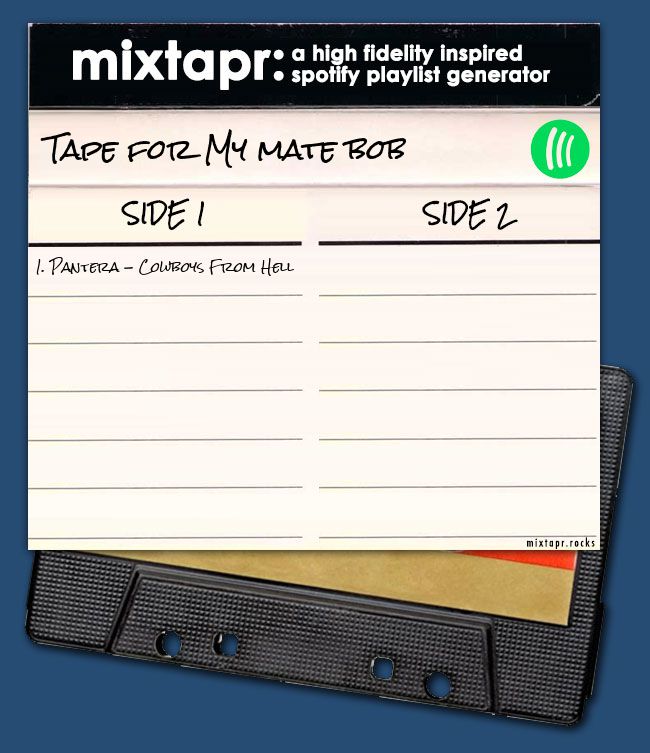 mixtapr: a high fidelity inspired
spotify playlist generator
Tape for My mate bob
SIDE 1
SIDE 2
1. Pantera – Cowboys From Hell
mixtapr.rocks